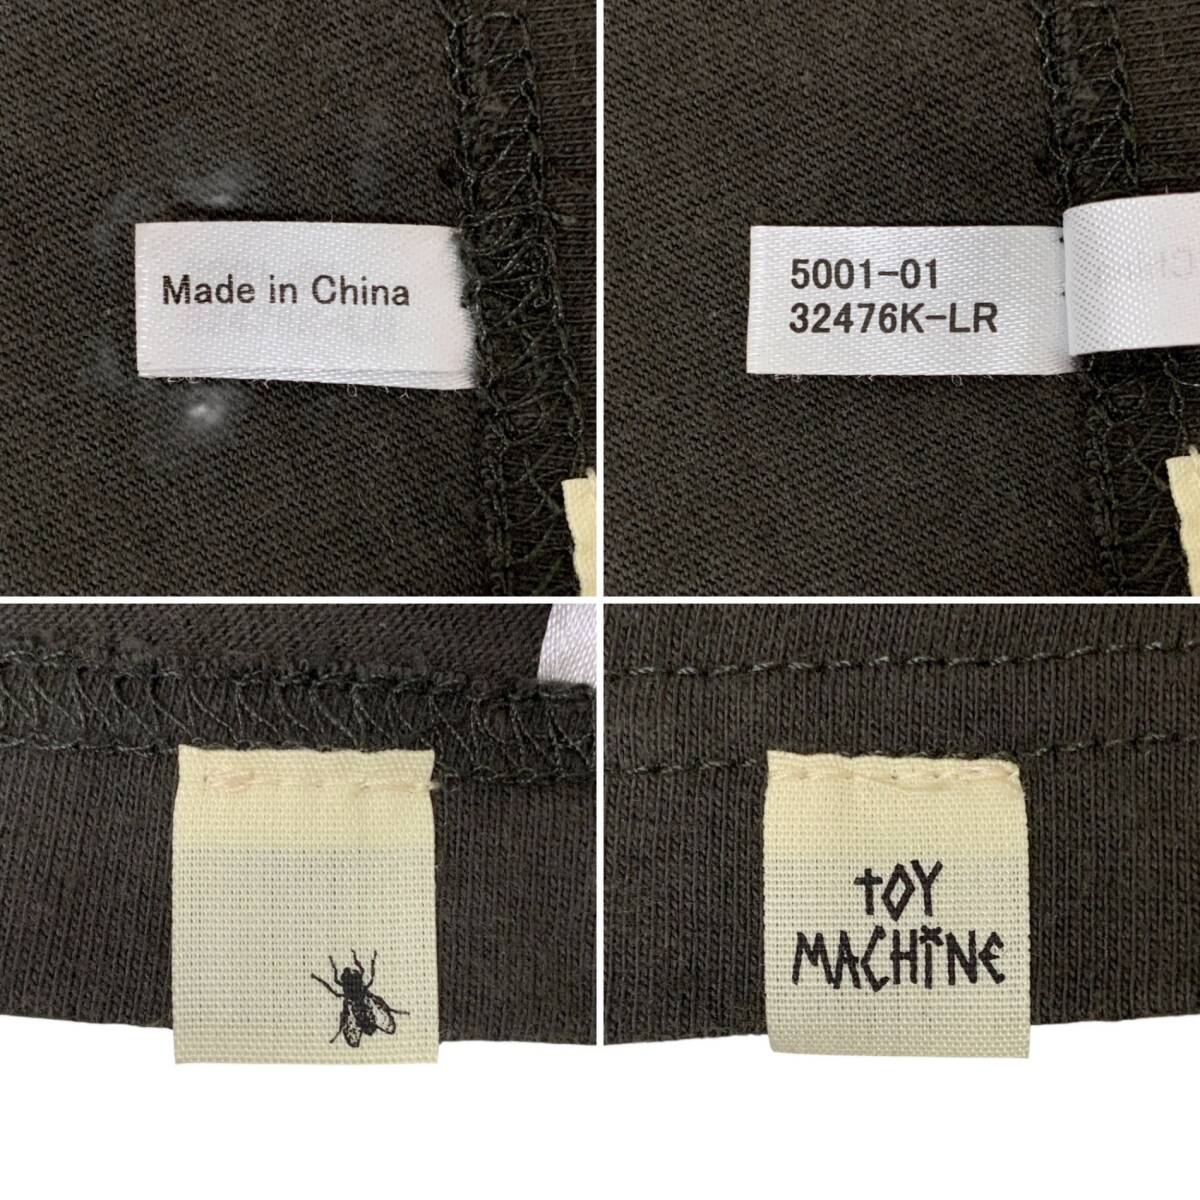 Made in China
5001-01
32476K-LR
tOY
MACHiNE